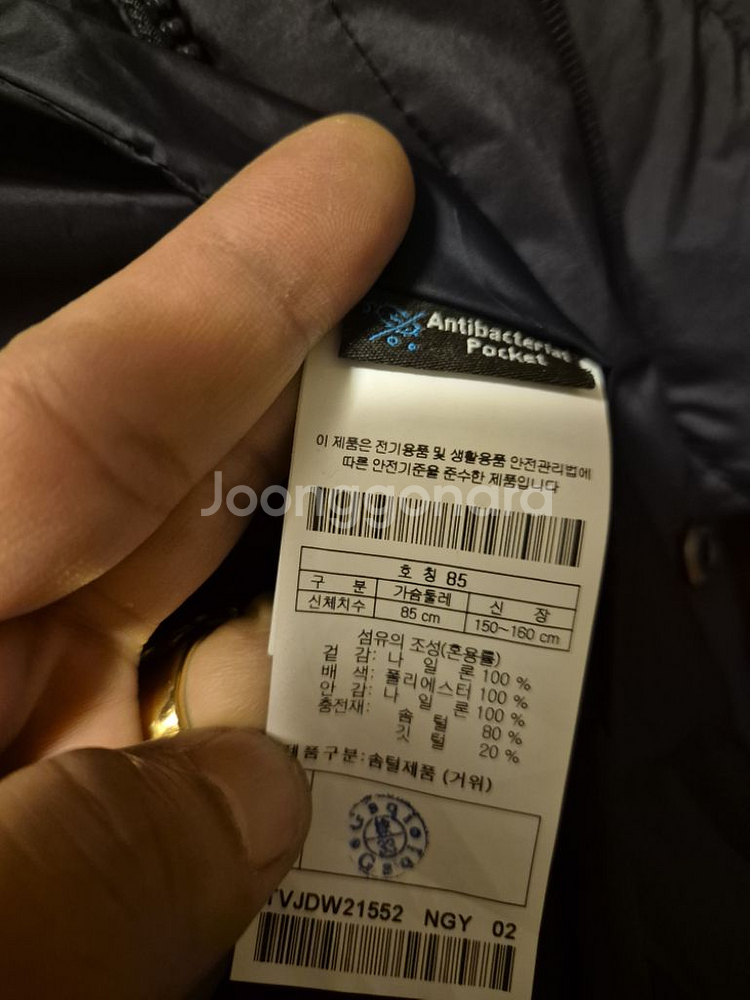 Antibacterial
Pocket
이 제품은 전기용품 및 생활용품 안전관리법에
따른 안전기준을 준수한 제품입니다
Joonggonara
호 칭 85
구 분 가슴둘레 신 장
신체치수 85 cm 150~160 cm
섬유의 조성(혼용률)
겉 감: 나 일 론 100 %
배 색: 폴리에스터 100 %
안 감: 나 일 론 100 %
충전재: 솜 털 80 %
깃 털 20 %
제품구분:솜털제품 (거위)
TVJDW21552 NGY 02